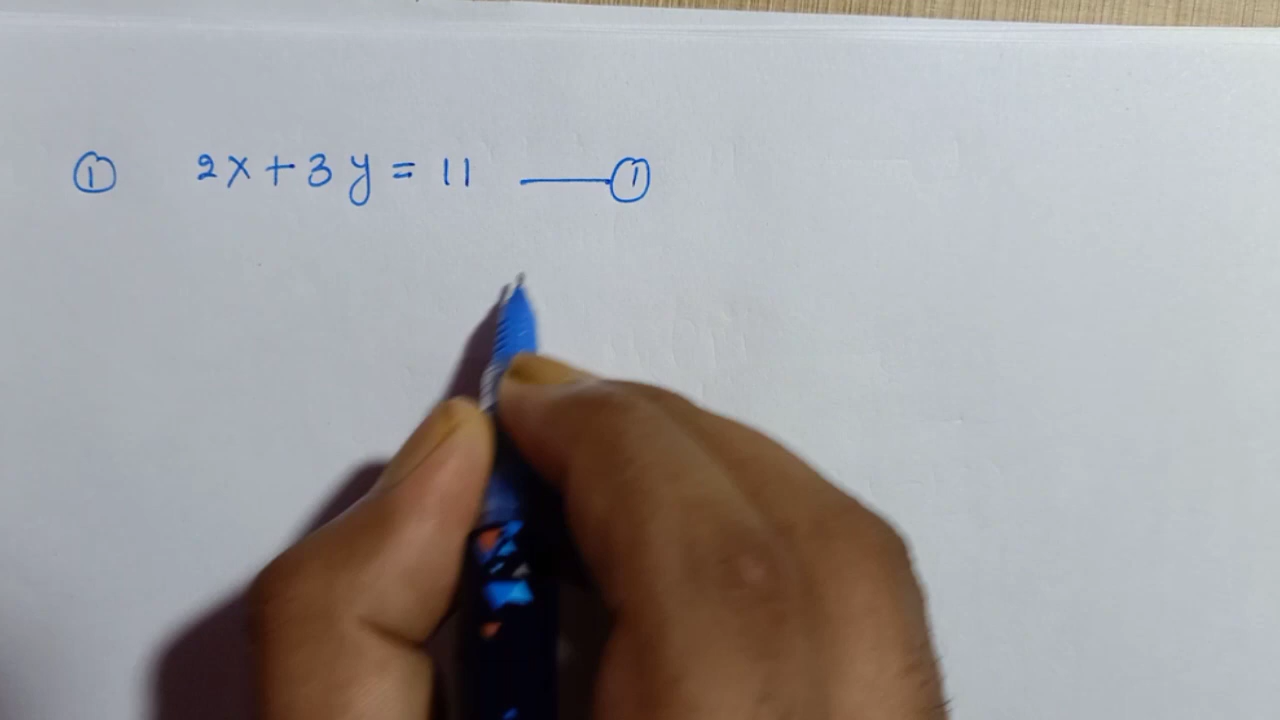 ① 2x + 3y = 11 —— ①